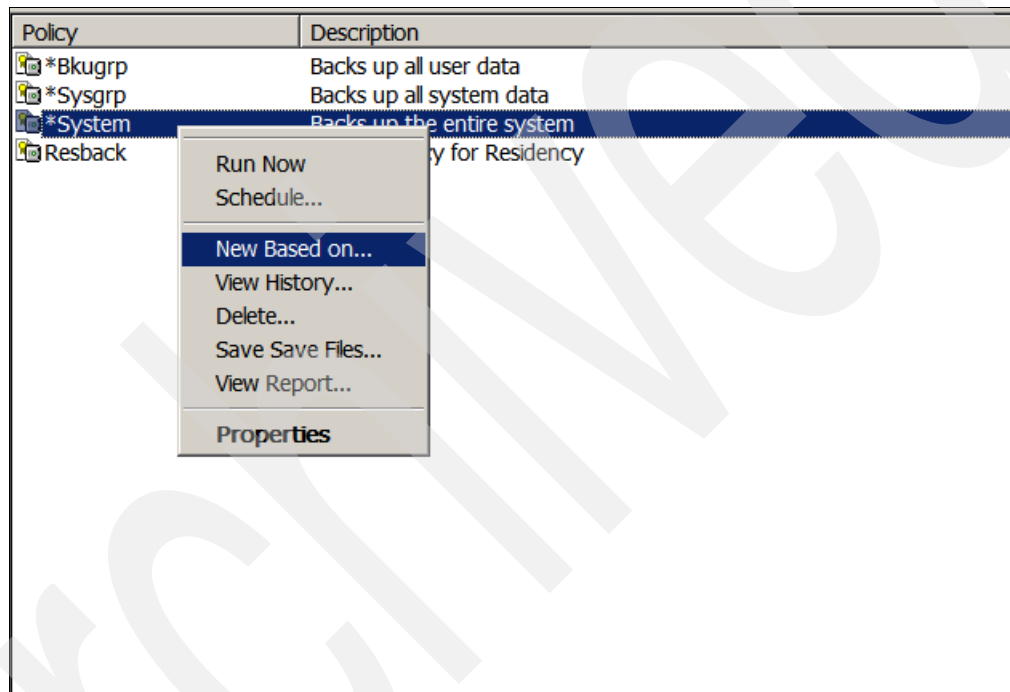 Policy Description
*Bkugrp Backs up all user data
*Sysgrp Backs up all system data
*System Backs up the entire system
Resback y for Residency
Run Now
Schedule...
New Based on...
View History...
Delete...
Save Save Files...
View Report...
Properties